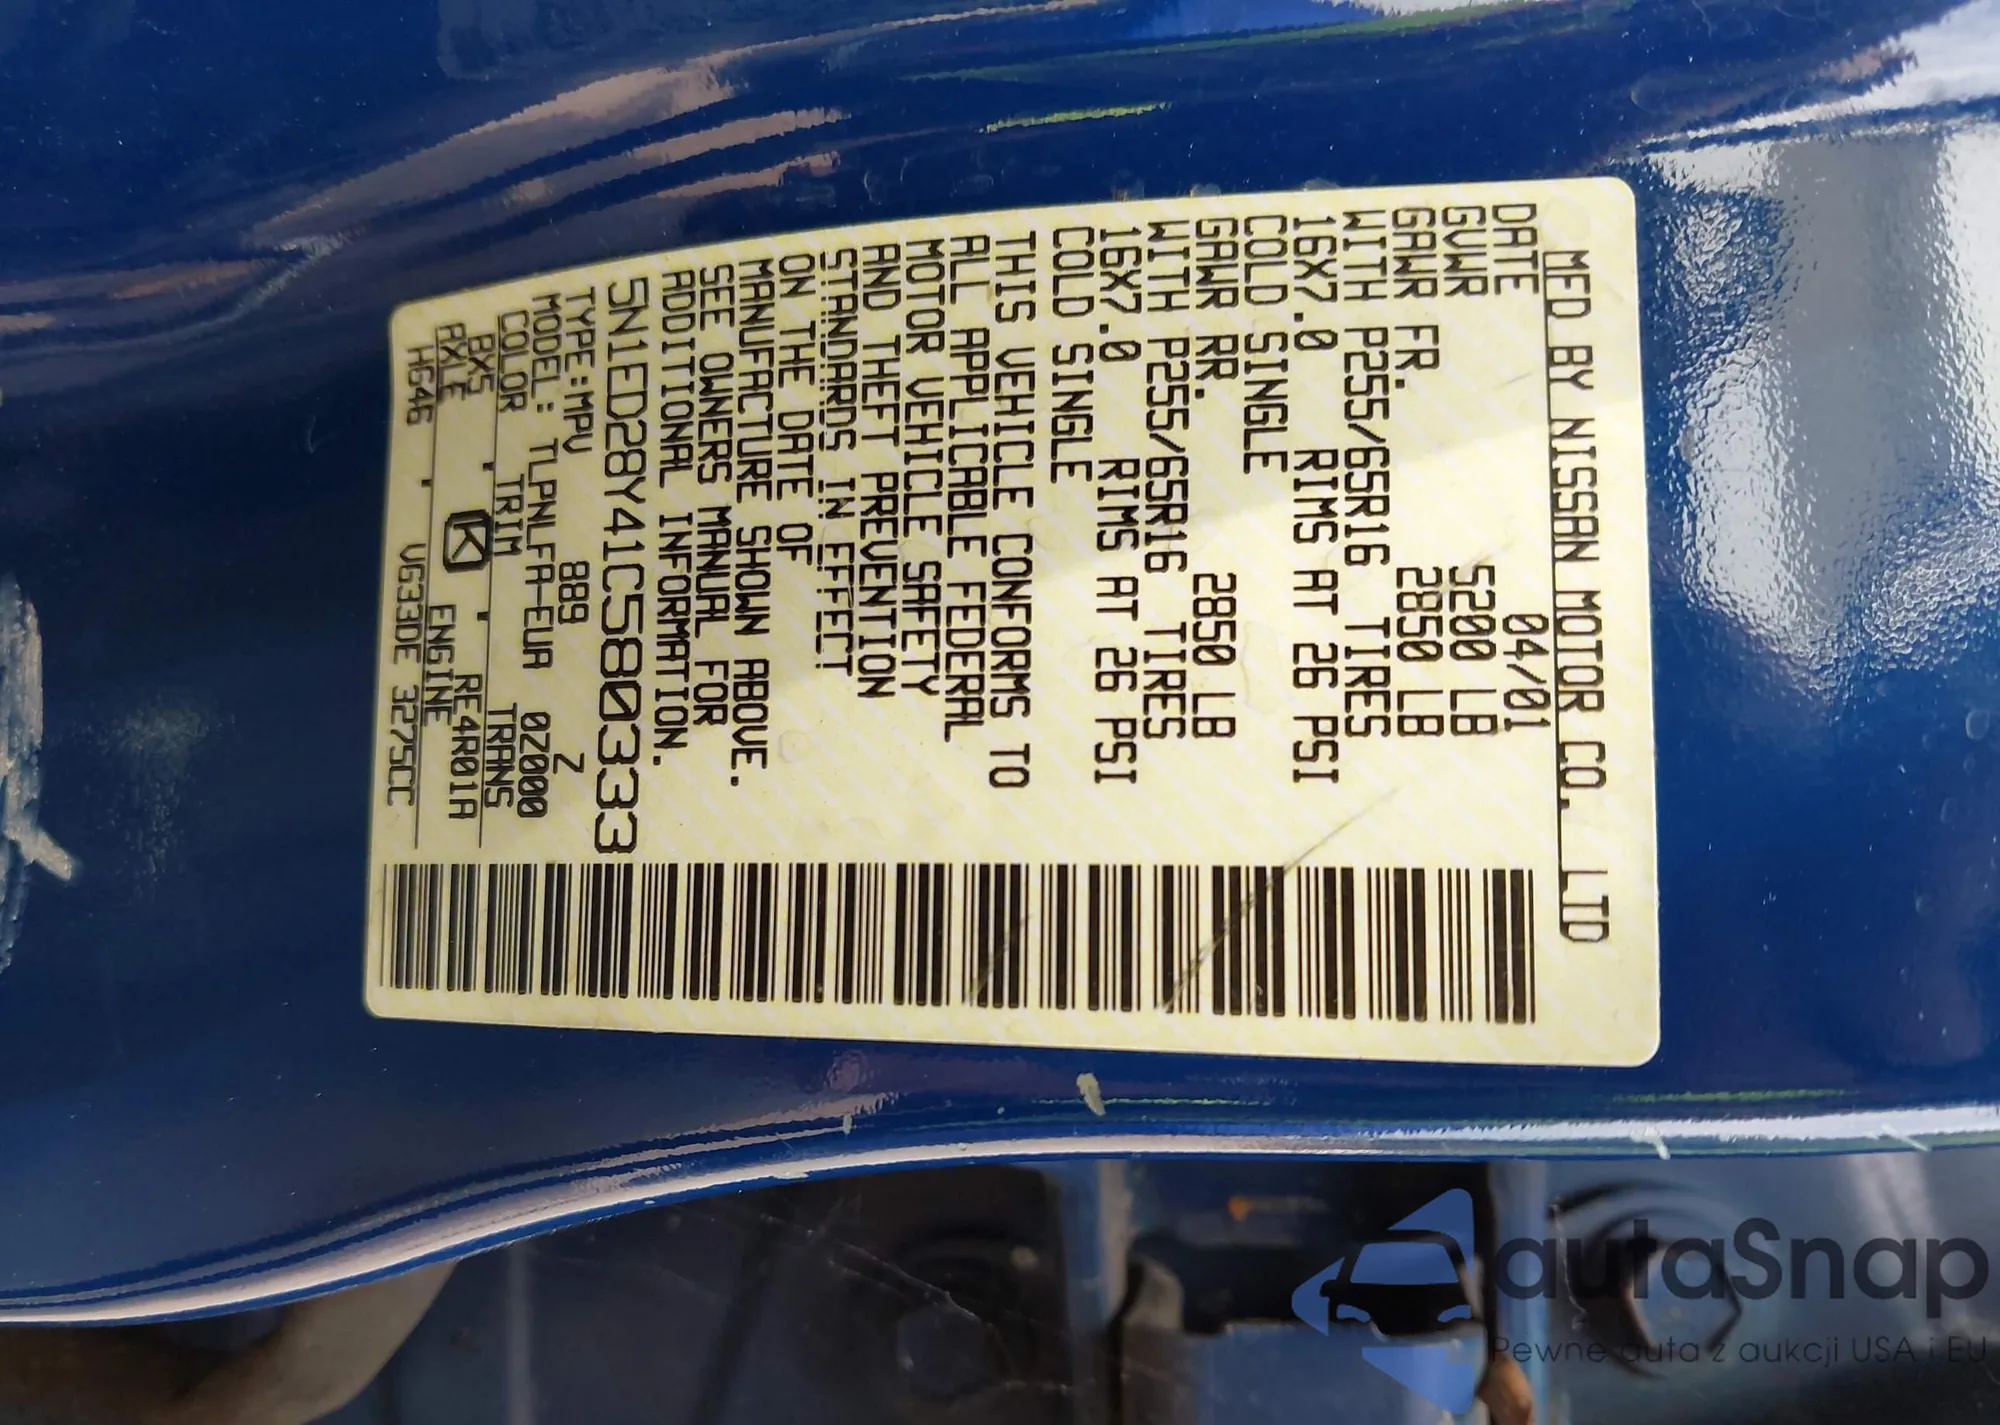 MFD BY NISSAN MOTOR CO. LTD
DATE 04/01
GVWR 5200 LB
GAWR FR. 2850 LB
WITH P255/65R16 TIRES
16X7.0 RIMS AT 26 PSI
COLD SINGLE
GAWR RR. 2850 LB
WITH P255/65R16 TIRES
16X7.0 RIMS AT 26 PSI
COLD SINGLE
THIS VEHICLE CONFORMS TO
ALL APPLICABLE FEDERAL
MOTOR VEHICLE SAFETY
AND THEFT PREVENTION
STANDARDS IN EFFECT
ON THE DATE OF
MANUFACTURE SHOWN ABOVE.
SEE OWNERS MANUAL FOR
ADDITIONAL INFORMATION.
5N1ED28Y41C580333
TYPE:MPV 889 Z
MODEL: TLPNLFA-EUA 0Z000
COLOR TRIM TRANS
BX5 K RE4R01A
AXLE ENGINE
HG46 VG33DE 3275CC
autaSnap
Pewne auta z aukcji USA i EU